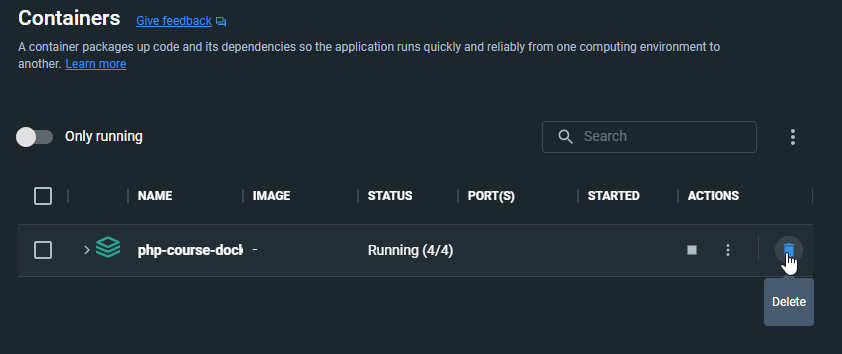 Containers Give feedback
A container packages up code and its dependencies so the application runs quickly and reliably from one computing environment to
another. Learn more
Only running Search
NAME IMAGE STATUS PORT(S) STARTED ACTIONS
php-course-dock - Running (4/4)
Delete